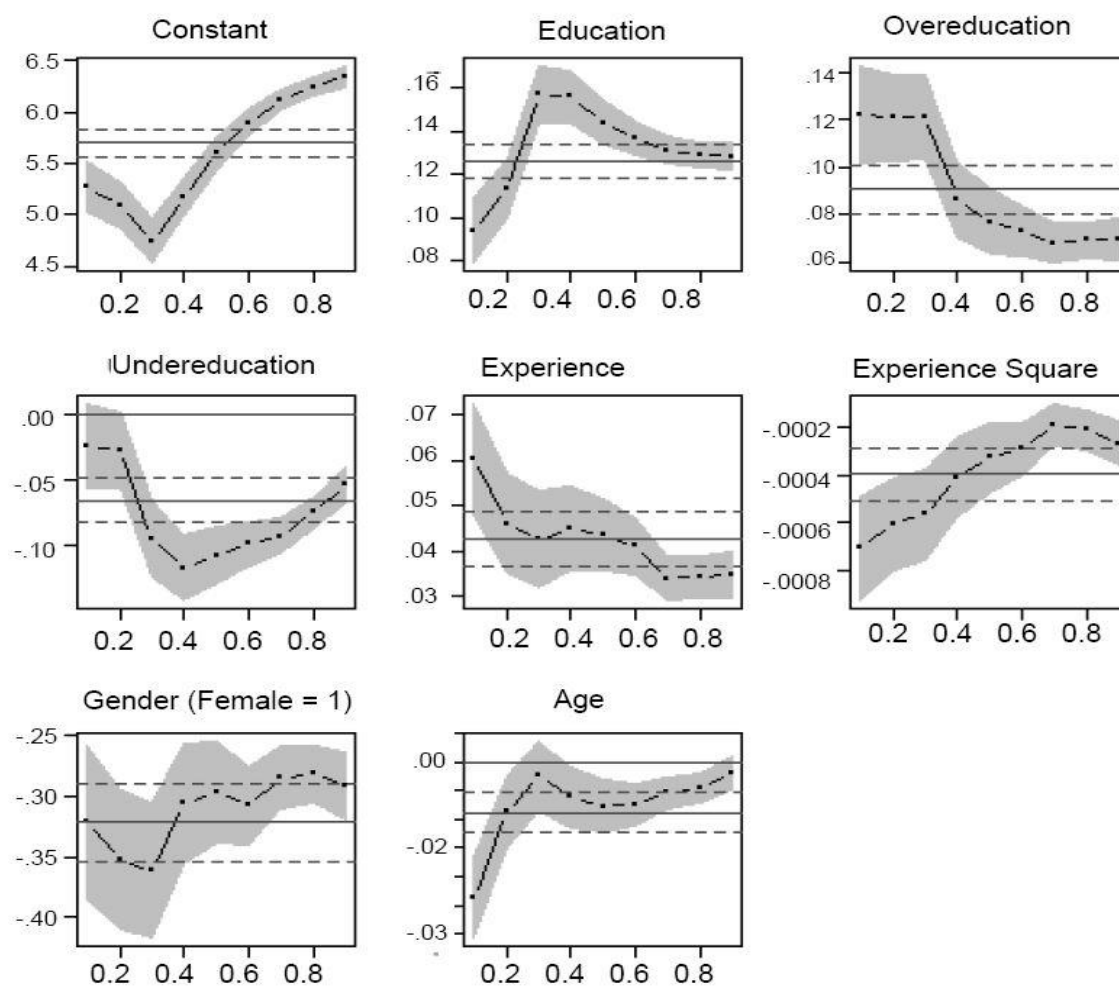 Constant
6.5
6.0
5.5
5.0
4.5
0.2 0.4 0.6 0.8
Education
.16
.14
.12
.10
.08
0.2 0.4 0.6 0.8
Overeducation
.14
.12
.10
.08
.06
0.2 0.4 0.6 0.8
Undereducation
.00
-.05
-.10
0.2 0.4 0.6 0.8
Experience
.07
.06
.05
.04
.03
0.2 0.4 0.6 0.8
Experience Square
-.0002
-.0004
-.0006
-.0008
0.2 0.4 0.6 0.8
Gender (Female = 1)
-.25
-.30
-.35
-.40
0.2 0.4 0.6 0.8
Age
.00
-.02
-.03
0.2 0.4 0.6 0.8